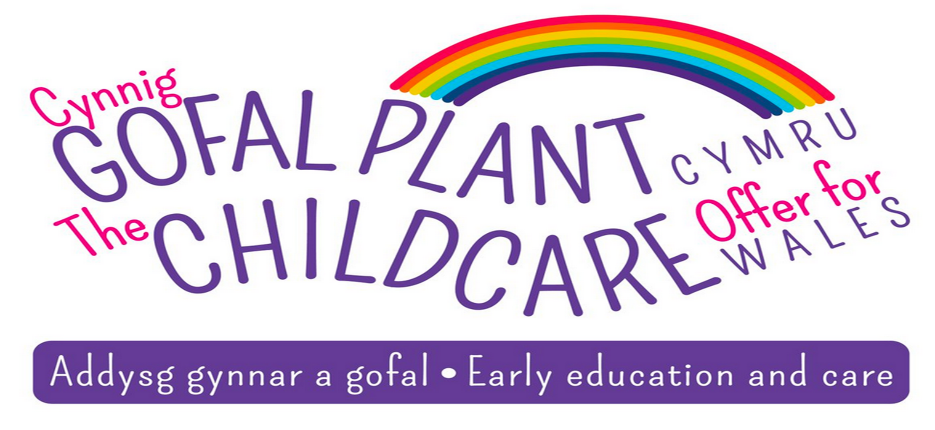 Cynnig
GOFAL PLANT CYMRU
The CHILDCARE Offer for
WALES
Addysg gynnar a gofal • Early education and care